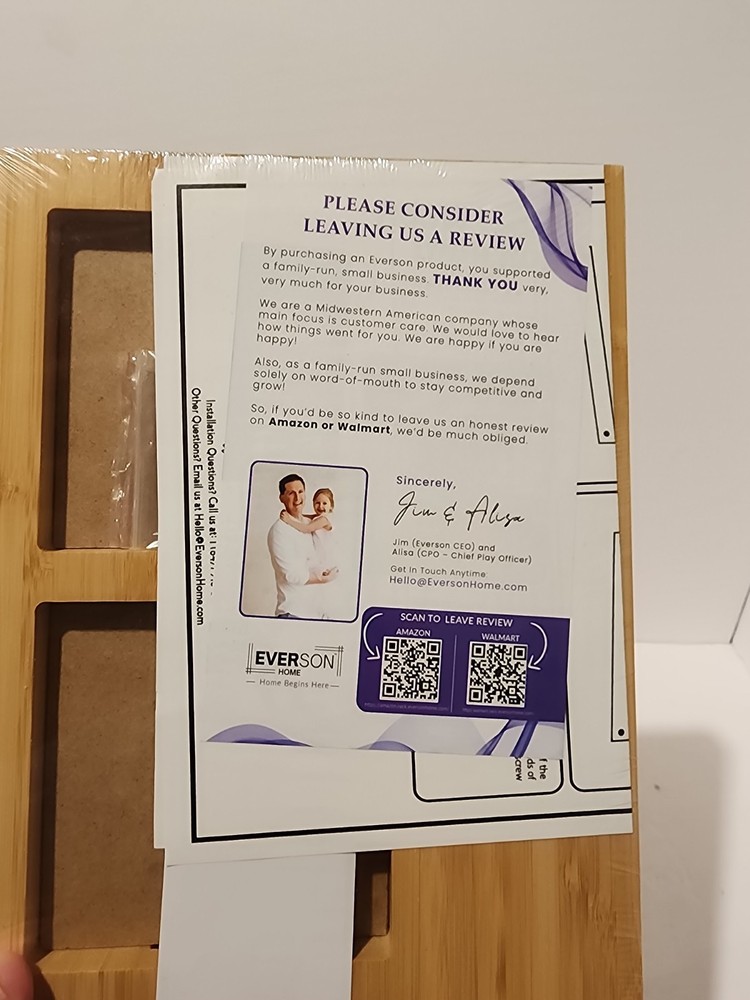 PLEASE CONSIDER
LEAVING US A REVIEW
By purchasing an Everson product, you supported
a family-run, small business. THANK YOU very,
very much for your business.
We are a Midwestern American company whose
main focus is customer care. We would love to hear
how things went for you. We are happy if you are
happy!
Also, as a family-run small business, we depend
solely on word-of-mouth to stay competitive and
grow!
So, if you'd be so kind to leave us an honest review
on Amazon or Walmart, we'd be much obliged.
Sincerely,
Jim & Alisa
Jim (Everson CEO) and
Alisa (CPO – Chief Play Officer)
Get In Touch Anytime
Hello@EversonHome.com
SCAN TO LEAVE REVIEW
AMAZON
WALMART
EVERSON
HOME
Home Begins Here
Installation Questions? Call us at:
Other Questions? Email us at Hello@EversonHome.com
f the
ds of
crew